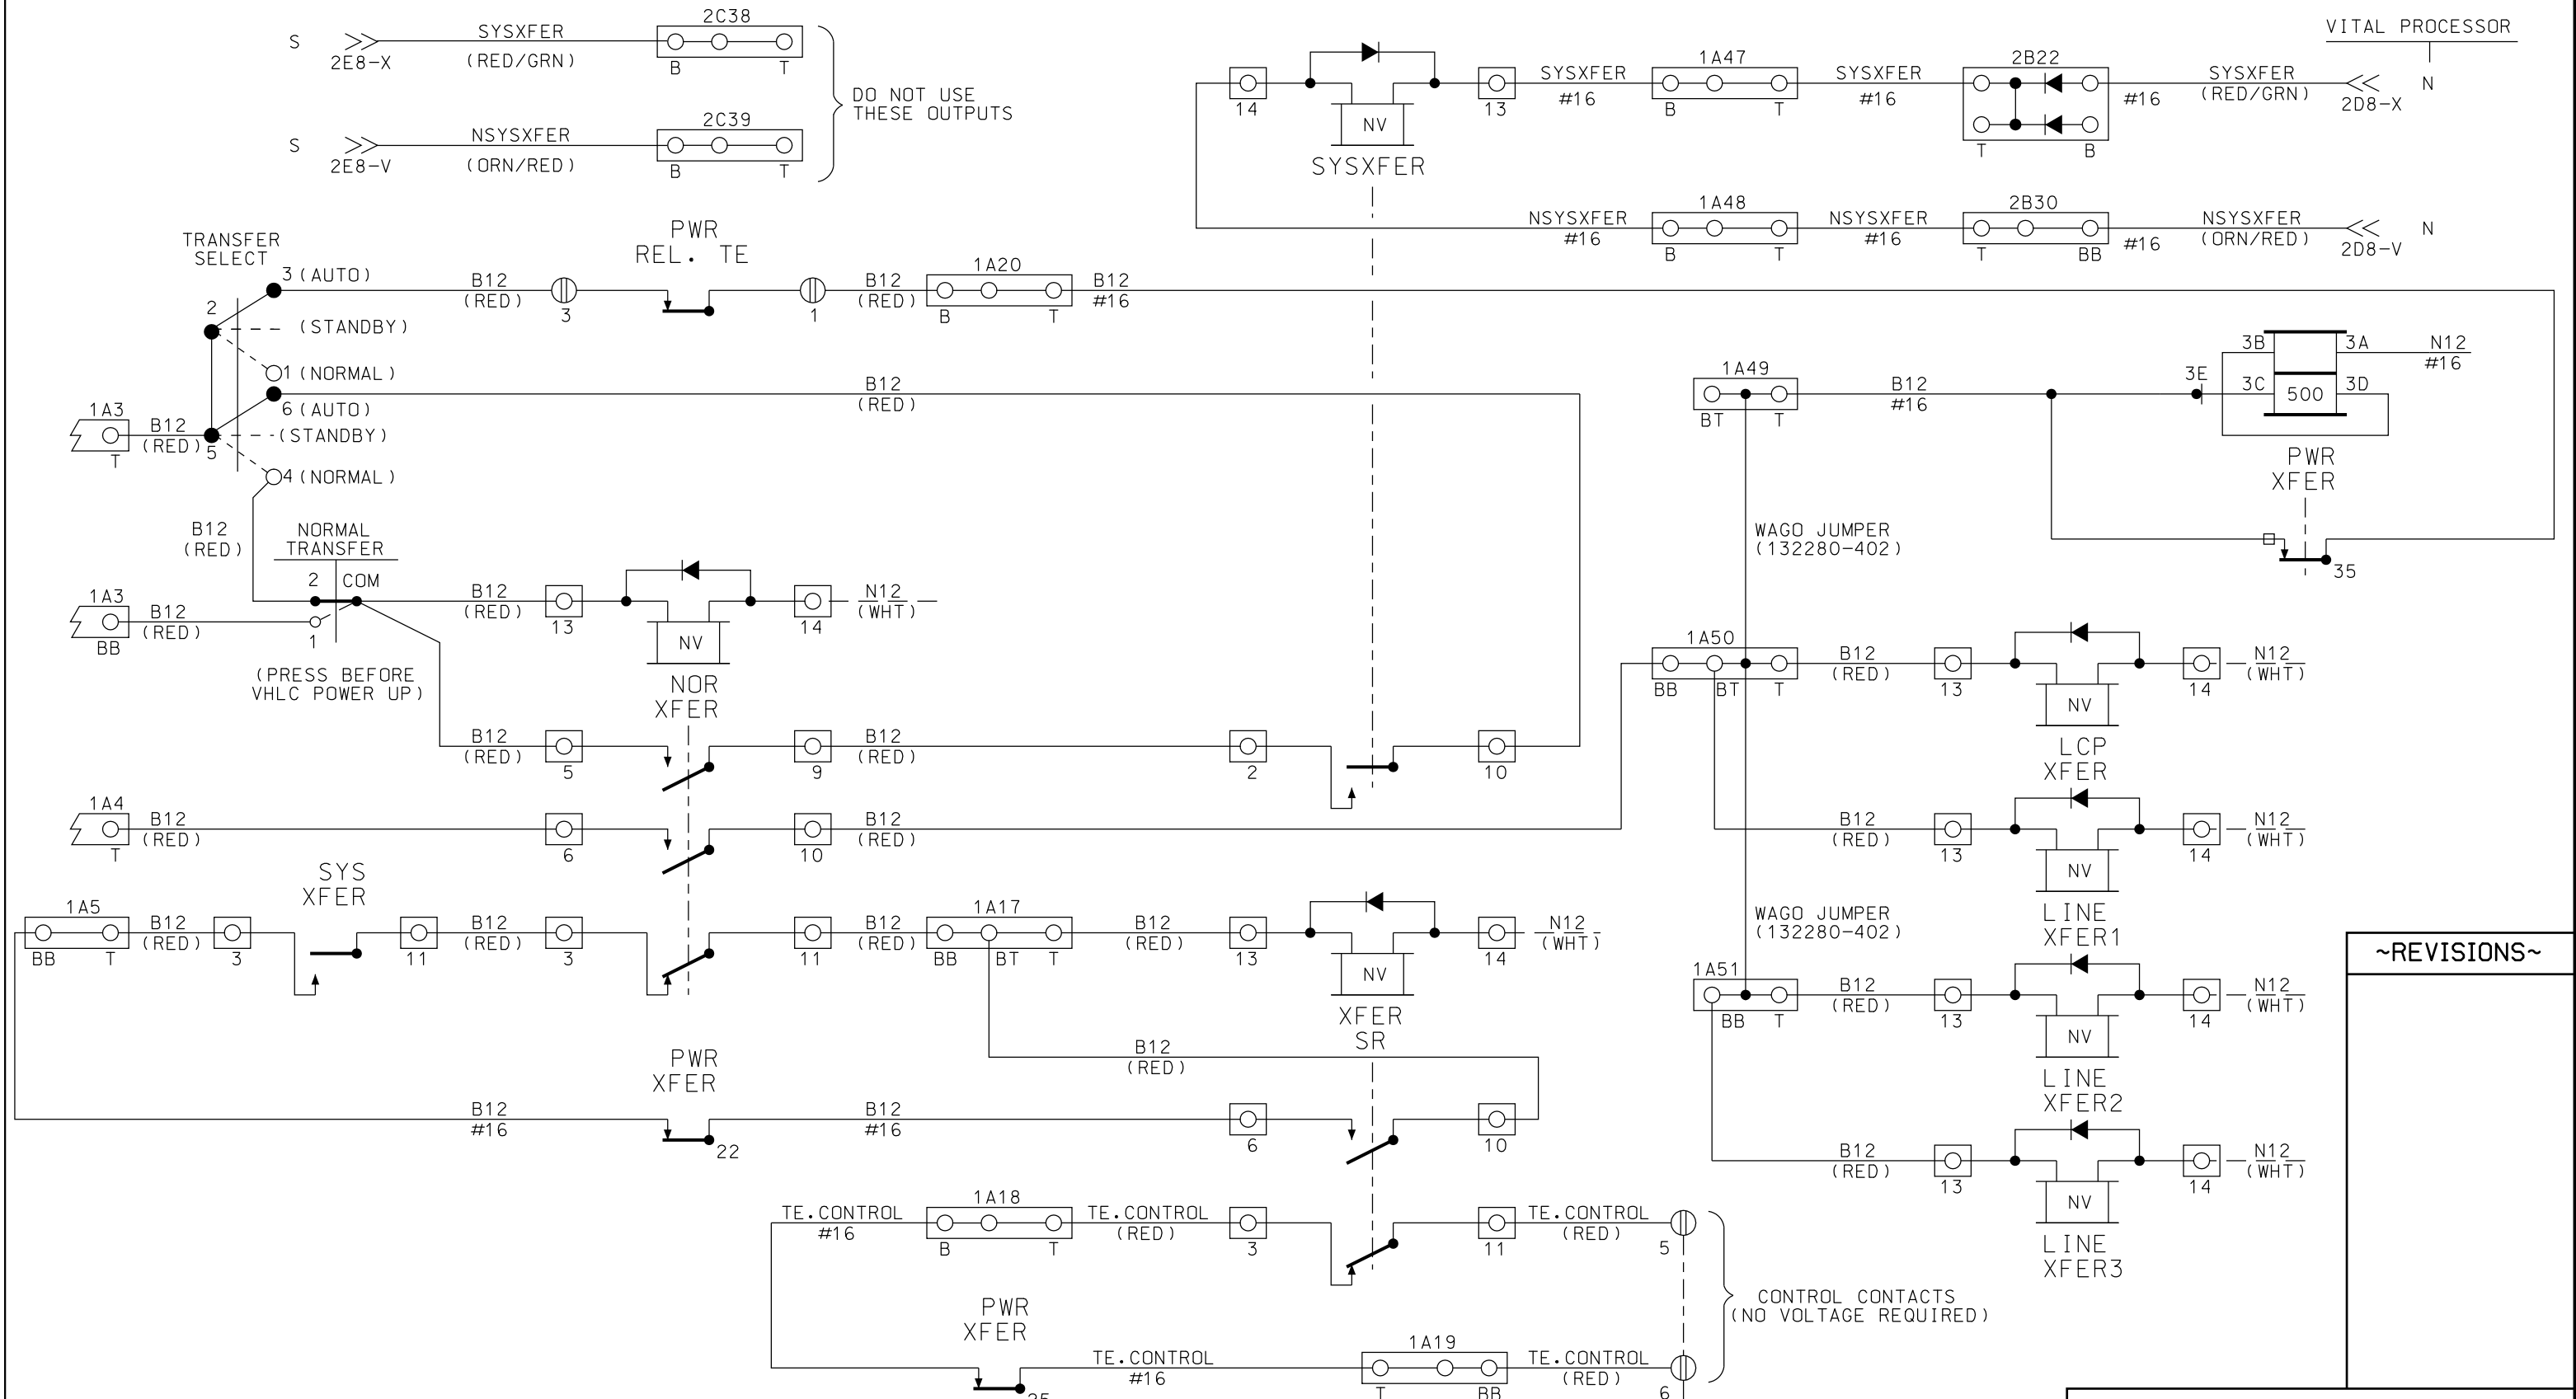 S
2E8-X
SYSXFER
(RED/GRN)
2C38
B
T
S
2E8-V
NSYSXFER
(ORN/RED)
2C39
B
T
DO NOT USE
THESE OUTPUTS
14
NV
SYSXFER
13
SYSXFER
#16
1A47
B
T
SYSXFER
#16
2B22
T
B
#16
SYSXFER
(RED/GRN)
2D8-X
N
VITAL PROCESSOR
NSYSXFER
#16
1A48
B
T
NSYSXFER
#16
2B30
T
BB
#16
NSYSXFER
(ORN/RED)
2D8-V
N
TRANSFER
SELECT
3 (AUTO)
2
(STANDBY)
1 (NORMAL)
6 (AUTO)
(STANDBY)
5
4 (NORMAL)
B12
(RED)
3
PWR
REL. TE
1
B12
(RED)
1A20
B
T
B12
#16
1A3
T
B12
(RED)
B12
(RED)
1A49
BT
T
B12
#16
3E
3B
3C
500
3A
3D
N12
#16
PWR
XFER
35
WAGO JUMPER
(132280-402)
B12
(RED)
NORMAL
TRANSFER
2
COM
1
(PRESS BEFORE
VHLC POWER UP)
1A3
BB
B12
(RED)
B12
(RED)
13
NV
14
N12
(WHT)
NOR
XFER
B12
(RED)
5
9
B12
(RED)
2
10
1A50
BB
BT
T
B12
(RED)
13
NV
14
N12
(WHT)
LCP
XFER
1A4
T
B12
(RED)
6
10
B12
(RED)
B12
(RED)
13
NV
14
N12
(WHT)
LINE
XFER1
SYS
XFER
1A5
BB
T
B12
(RED)
3
11
B12
(RED)
3
11
B12
(RED)
1A17
BB
BT
T
B12
(RED)
13
NV
14
N12
(WHT)
XFER
SR
WAGO JUMPER
(132280-402)
1A51
BB
T
B12
(RED)
13
NV
14
N12
(WHT)
LINE
XFER2
B12
(RED)
PWR
XFER
B12
#16
22
B12
#16
6
10
B12
(RED)
13
NV
14
N12
(WHT)
LINE
XFER3
TE.CONTROL
#16
1A18
B
T
TE.CONTROL
(RED)
3
11
TE.CONTROL
(RED)
5
CONTROL CONTACTS
(NO VOLTAGE REQUIRED)
PWR
XFER
TE.CONTROL
#16
1A19
T
BB
TE.CONTROL
(RED)
6
~REVISIONS~